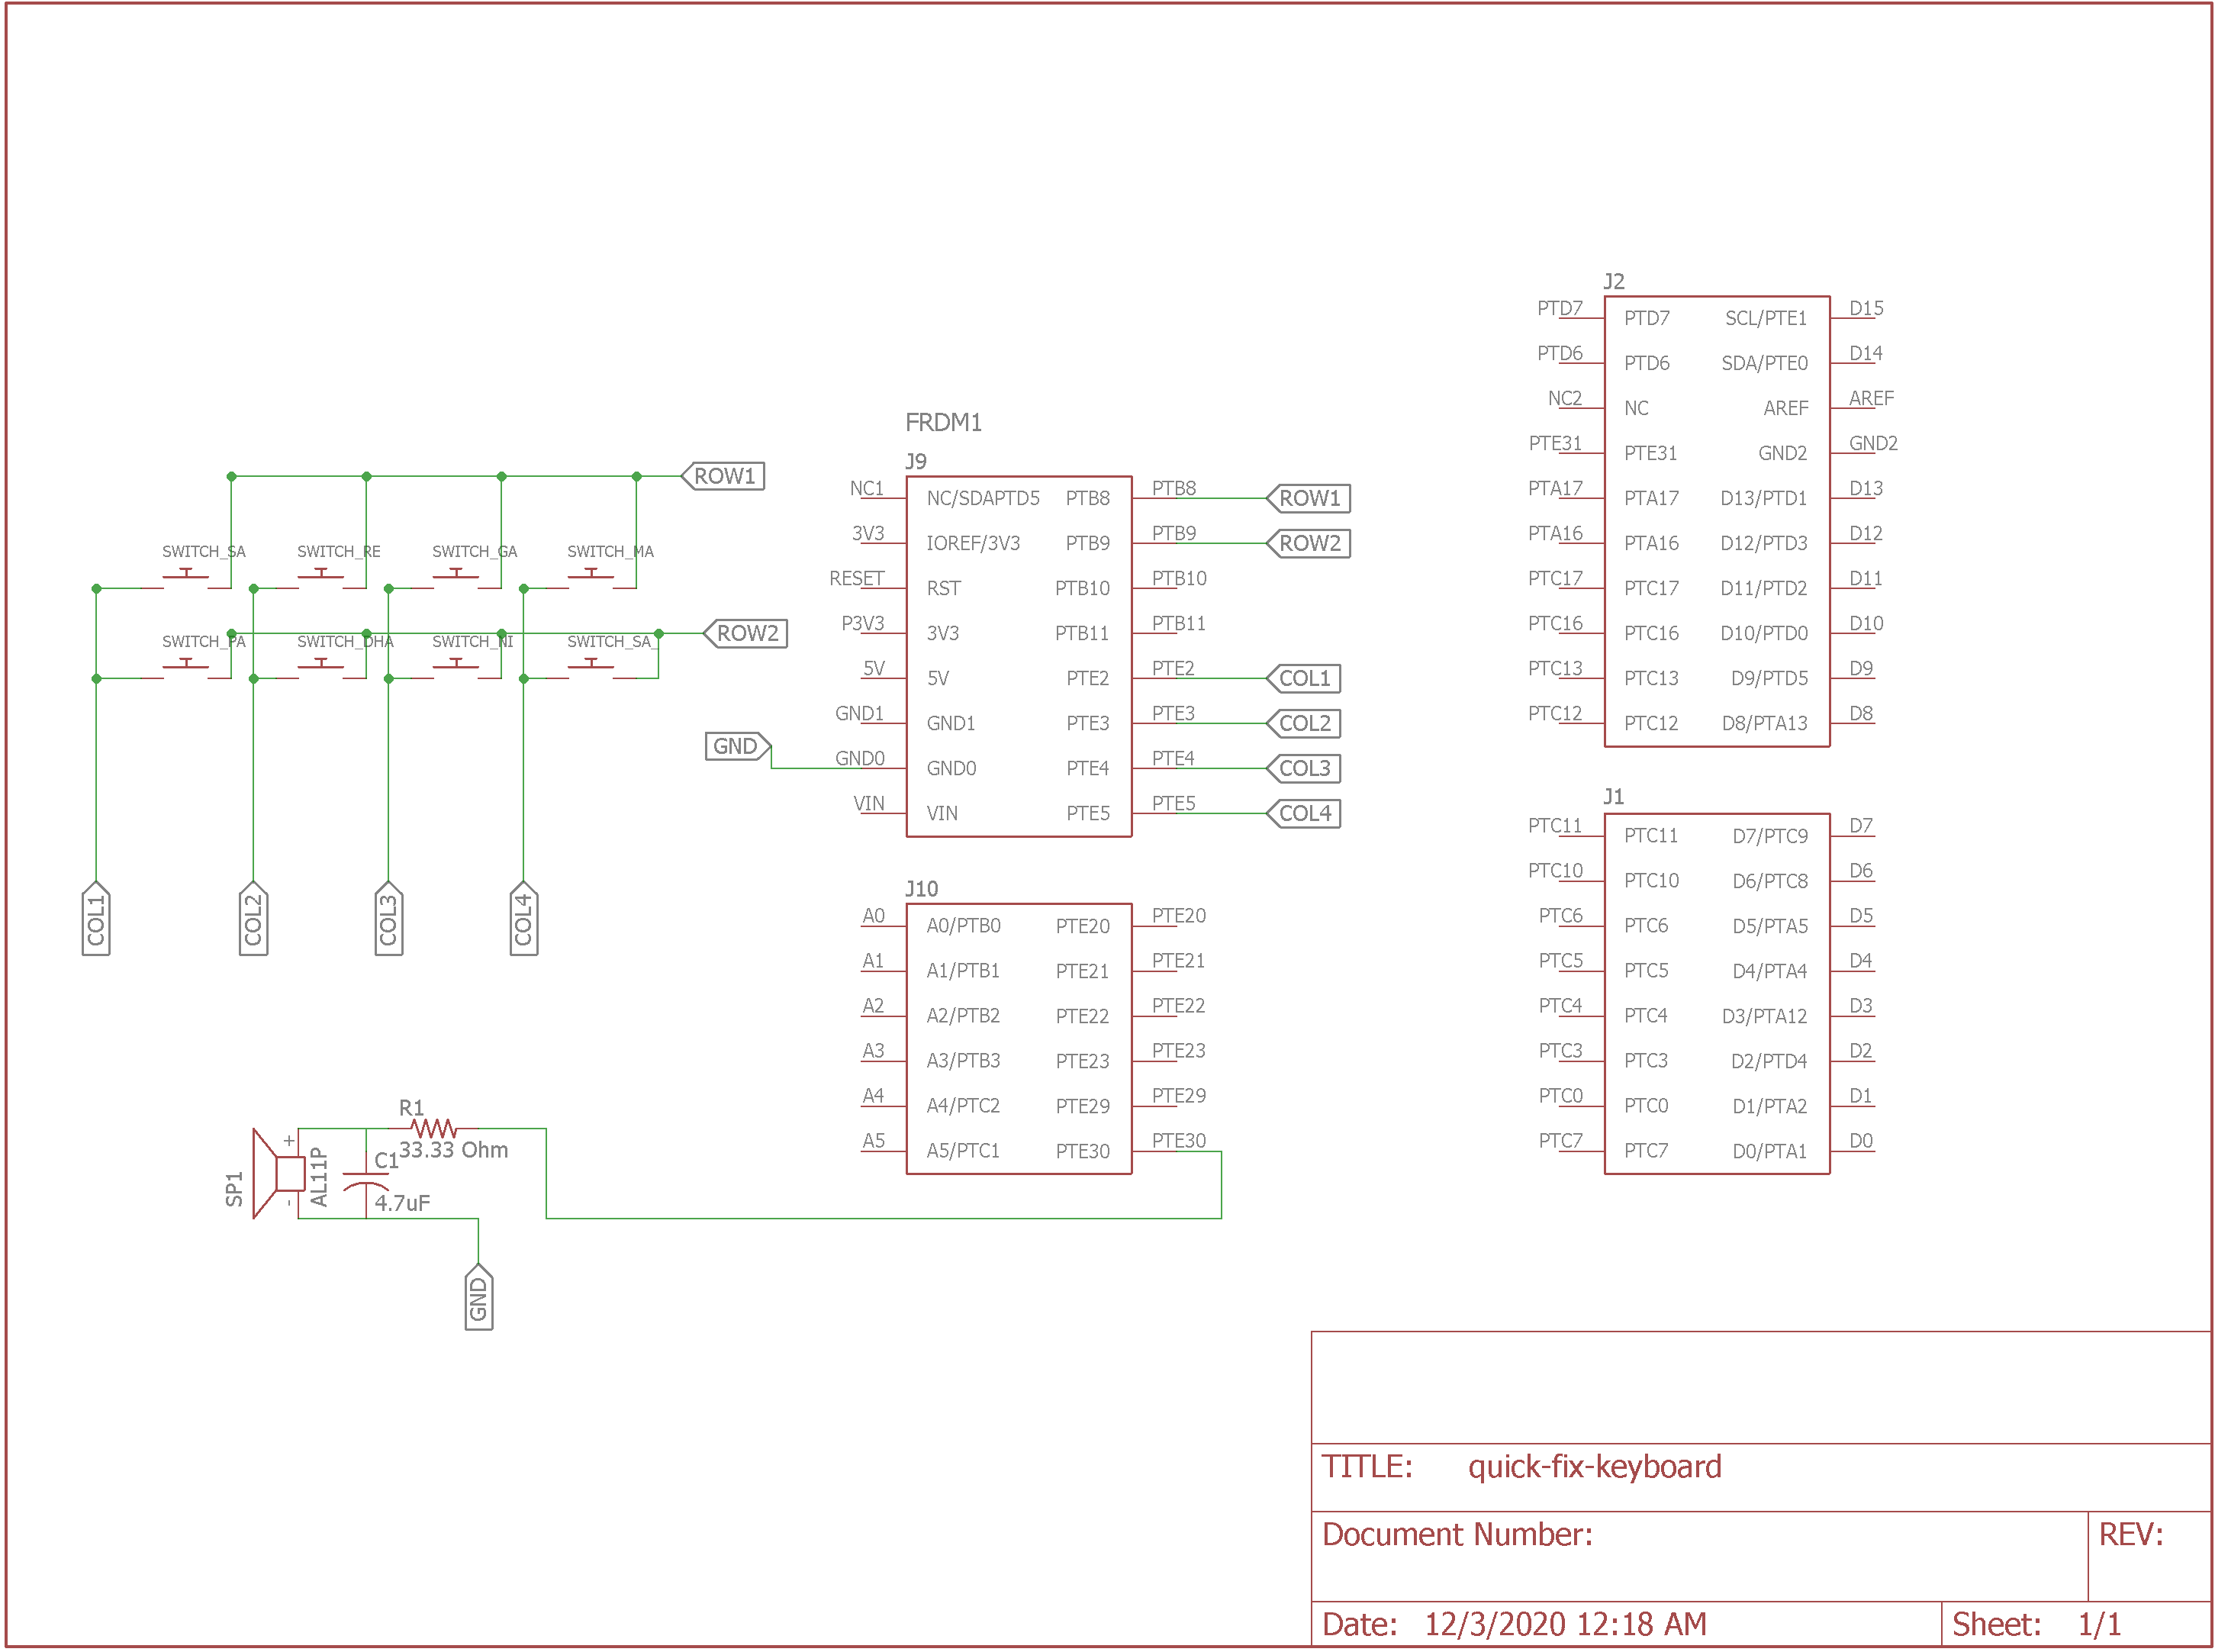 ROW1
SWITCH_SA
SWITCH_RE
SWITCH_GA
SWITCH_MA
ROW2
SWITCH_PA
SWITCH_DHA
SWITCH_NI
SWITCH_SA_
COL1
COL2
COL3
COL4
R1
33.33 Ohm
+
-
C1
4.7uF
SP1
AL11P
GND
FRDM1
J9
NC1 NC/SDAPTD5 PTB8 PTB8 ROW1
3V3 IOREF/3V3 PTB9 PTB9 ROW2
RESET RST PTB10 PTB10
P3V3 3V3 PTB11 PTB11
5V 5V PTE2 PTE2 COL1
GND1 GND1 PTE3 PTE3 COL2
GND
GND0 GND0 PTE4 PTE4 COL3
VIN VIN PTE5 PTE5 COL4
J10
A0 A0/PTB0 PTE20 PTE20
A1 A1/PTB1 PTE21 PTE21
A2 A2/PTB2 PTE22 PTE22
A3 A3/PTB3 PTE23 PTE23
A4 A4/PTC2 PTE29 PTE29
A5 A5/PTC1 PTE30 PTE30
J2
PTD7 PTD7 SCL/PTE1 D15
PTD6 PTD6 SDA/PTE0 D14
NC2 NC AREF AREF
PTE31 PTE31 GND2 GND2
PTA17 PTA17 D13/PTD1 D13
PTA16 PTA16 D12/PTD3 D12
PTC17 PTC17 D11/PTD2 D11
PTC16 PTC16 D10/PTD0 D10
PTC13 PTC13 D9/PTD5 D9
PTC12 PTC12 D8/PTA13 D8
J1
PTC11 PTC11 D7/PTC9 D7
PTC10 PTC10 D6/PTC8 D6
PTC6 PTC6 D5/PTA5 D5
PTC5 PTC5 D4/PTA4 D4
PTC4 PTC4 D3/PTA12 D3
PTC3 PTC3 D2/PTD4 D2
PTC0 PTC0 D1/PTA2 D1
PTC7 PTC7 D0/PTA1 D0
TITLE: quick-fix-keyboard
Document Number:
REV:
Date: 12/3/2020 12:18 AM
Sheet: 1/1